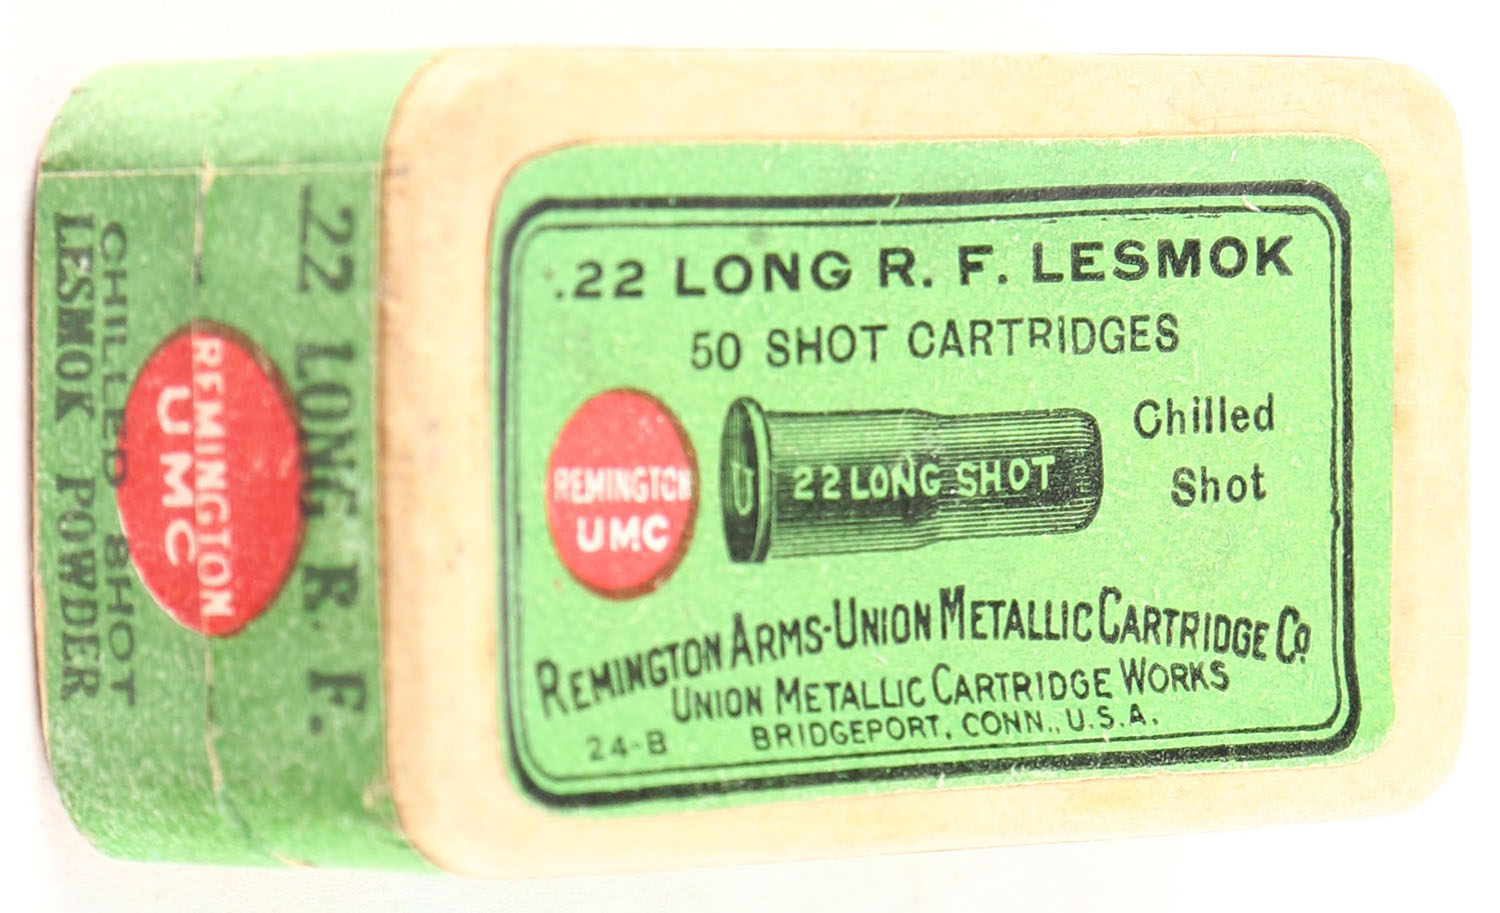 .22 LONG R. F. LESMOK
50 SHOT CARTRIDGES
REMINGTON
UMC
U
22 LONG SHOT
Chilled
Shot
REMINGTON ARMS-UNION METALLIC CARTRIDGE CO.
UNION METALLIC CARTRIDGE WORKS
24-B
BRIDGEPORT, CONN., U.S.A.
22 LONG R. F.
REMINGTON
UMC
CHILLED SHOT
LESMOK POWDER